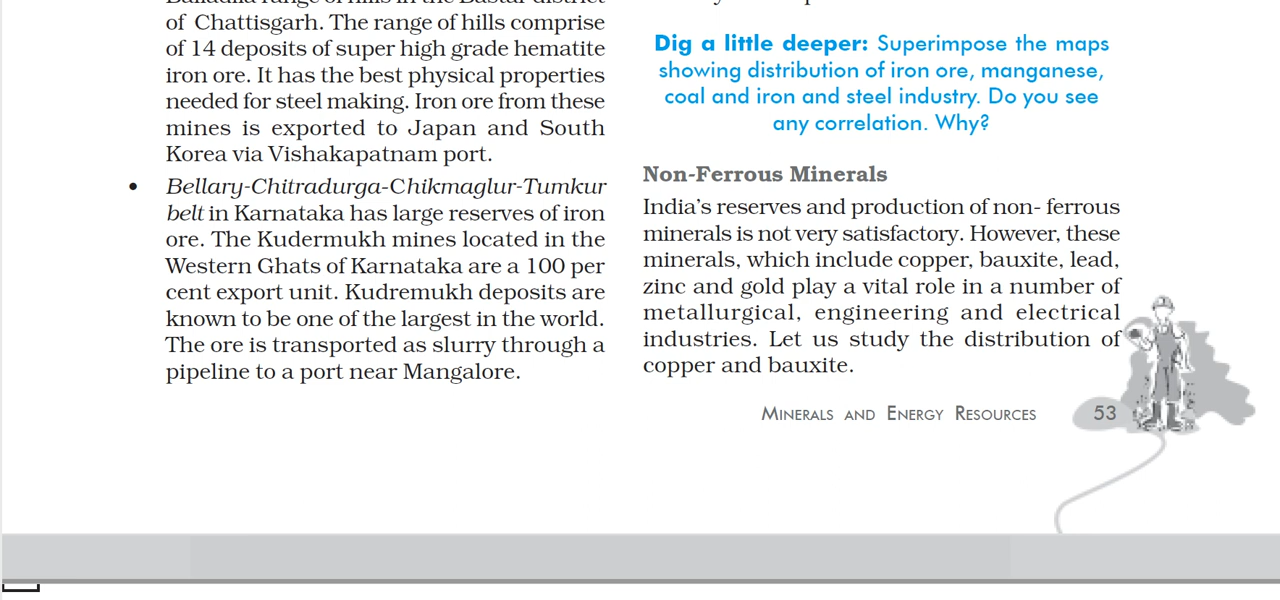 of Chattisgarh. The range of hills comprise
of 14 deposits of super high grade hematite
iron ore. It has the best physical properties
needed for steel making. Iron ore from these
mines is exported to Japan and South
Korea via Vishakapatnam port.
• Bellary-Chitradurga-Chikmaglur-Tumkur
belt in Karnataka has large reserves of iron
ore. The Kudermukh mines located in the
Western Ghats of Karnataka are a 100 per
cent export unit. Kudremukh deposits are
known to be one of the largest in the world.
The ore is transported as slurry through a
pipeline to a port near Mangalore.
Dig a little deeper: Superimpose the maps
showing distribution of iron ore, manganese,
coal and iron and steel industry. Do you see
any correlation. Why?
Non-Ferrous Minerals
India's reserves and production of non- ferrous
minerals is not very satisfactory. However, these
minerals, which include copper, bauxite, lead,
zinc and gold play a vital role in a number of
metallurgical, engineering and electrical
industries. Let us study the distribution of
copper and bauxite.
Minerals and Energy Resources 53